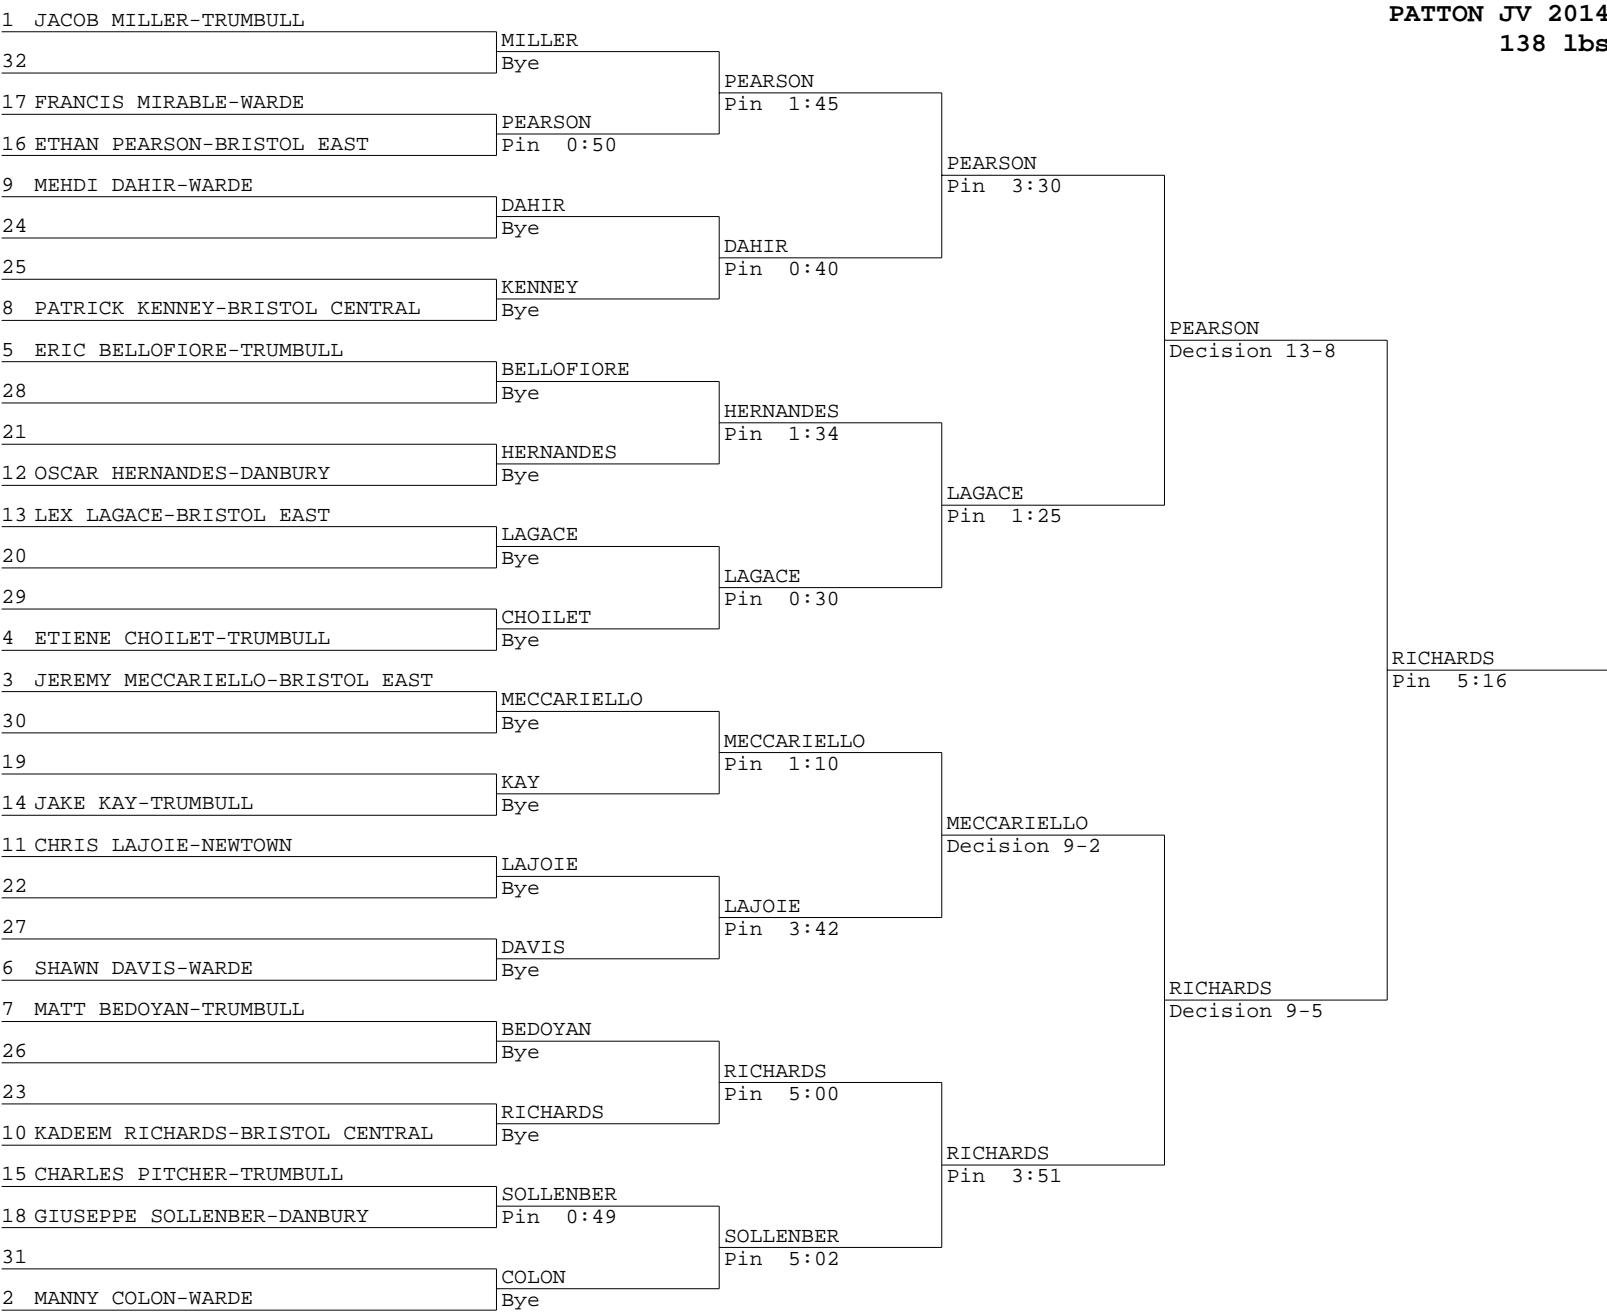 PATTON JV 2014
138 lbs
1 JACOB MILLER-TRUMBULL
32
17 FRANCIS MIRABLE-WARDE
16 ETHAN PEARSON-BRISTOL EAST
9 MEHDI DAHIR-WARDE
24
25
8 PATRICK KENNEY-BRISTOL CENTRAL
5 ERIC BELLOFIORE-TRUMBULL
28
21
12 OSCAR HERNANDES-DANBURY
13 LEX LAGACE-BRISTOL EAST
20
29
4 ETIENE CHOILET-TRUMBULL
3 JEREMY MECCARIELLO-BRISTOL EAST
30
19
14 JAKE KAY-TRUMBULL
11 CHRIS LAJOIE-NEWTOWN
22
27
6 SHAWN DAVIS-WARDE
7 MATT BEDOYAN-TRUMBULL
26
23
10 KADEEM RICHARDS-BRISTOL CENTRAL
15 CHARLES PITCHER-TRUMBULL
18 GIUSEPPE SOLLENBER-DANBURY
31
2 MANNY COLON-WARDE
MILLER
Bye
PEARSON
Pin 0:50
DAHIR
Bye
KENNEY
Bye
BELLOFIORE
Bye
HERNANDES
Bye
LAGACE
Bye
CHOILET
Bye
MECCARIELLO
Bye
KAY
Bye
LAJOIE
Bye
DAVIS
Bye
BEDOYAN
Bye
RICHARDS
Bye
SOLLENBER
Pin 0:49
COLON
Bye
PEARSON
Pin 1:45
DAHIR
Pin 0:40
HERNANDES
Pin 1:34
LAGACE
Pin 0:30
MECCARIELLO
Pin 1:10
LAJOIE
Pin 3:42
RICHARDS
Pin 5:00
SOLLENBER
Pin 5:02
PEARSON
Pin 3:30
LAGACE
Pin 1:25
MECCARIELLO
Decision 9-2
RICHARDS
Pin 3:51
PEARSON
Decision 13-8
RICHARDS
Decision 9-5
RICHARDS
Pin 5:16